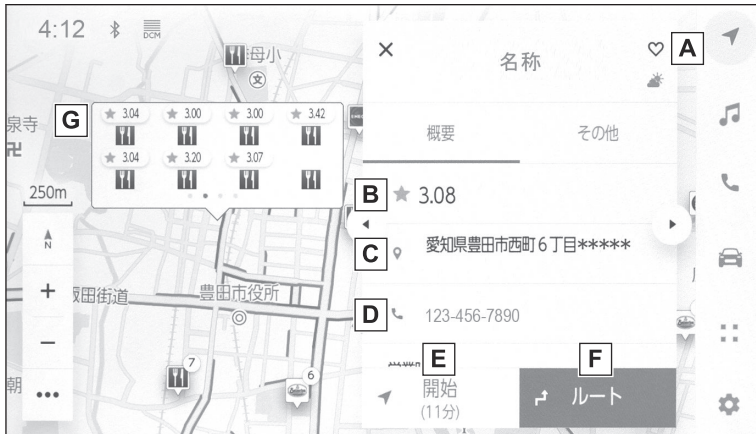 4:12
DCM
母小
文
A
名称
泉寺
G
3.04 3.00 3.00 3.42
3.04 3.20 3.07
概要 その他
250m
B
3.08
N
C
愛知県豊田市西町6丁目*****
+
飯田街道
豊田市役所
D
123-456-7890
−
7
6
朝
E
F
開始
(11分)
ルート